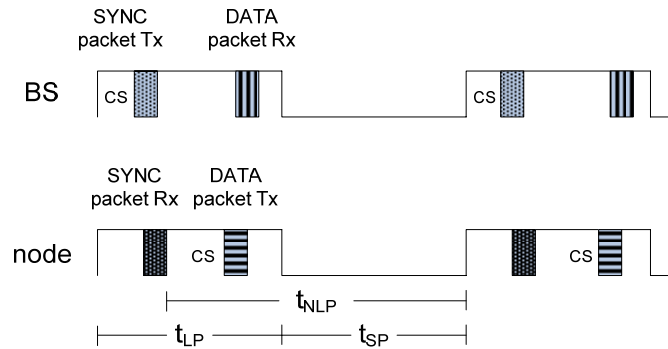 SYNC
packet Tx
DATA
packet Rx
BS
CS
CS
SYNC
packet Rx
DATA
packet Tx
node
CS
CS
tNLP
tLP
tSP